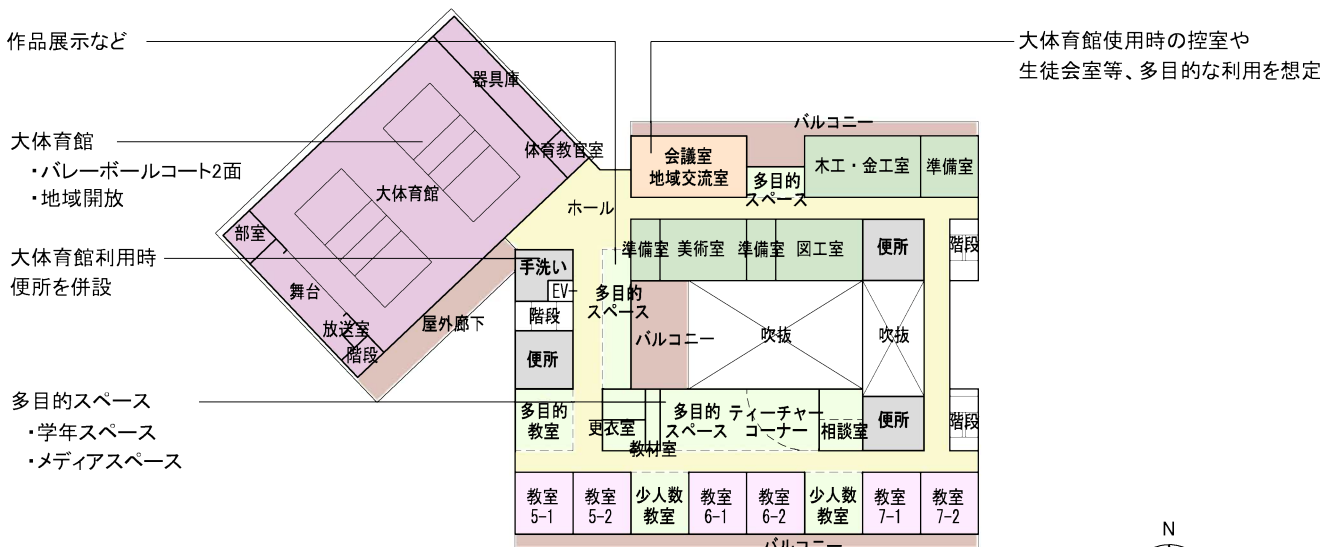 作品展示など
大体育館使用時の控室や
生徒会室等、多目的な利用を想定
大体育館
・バレーボールコート2面
・地域開放
大体育館利用時
便所を併設
多目的スペース
・学年スペース
・メディアスペース
器具庫
体育教官室
大体育館
部室
舞台
放送室
階段
屋外廊下
ホール
バルコニー
会議室
地域交流室
多目的
スペース
木工・金工室
準備室
準備室
美術室
準備室
図工室
便所
階段
手洗い
EV
階段
便所
多目的
スペース
バルコニー
吹抜
吹抜
多目的
教室
更衣室
教材室
多目的
スペース
ティーチャー
コーナー
相談室
便所
階段
教室
5-1
教室
5-2
少人数
教室
教室
6-1
教室
6-2
少人数
教室
教室
7-1
教室
7-2
バルコニー
N